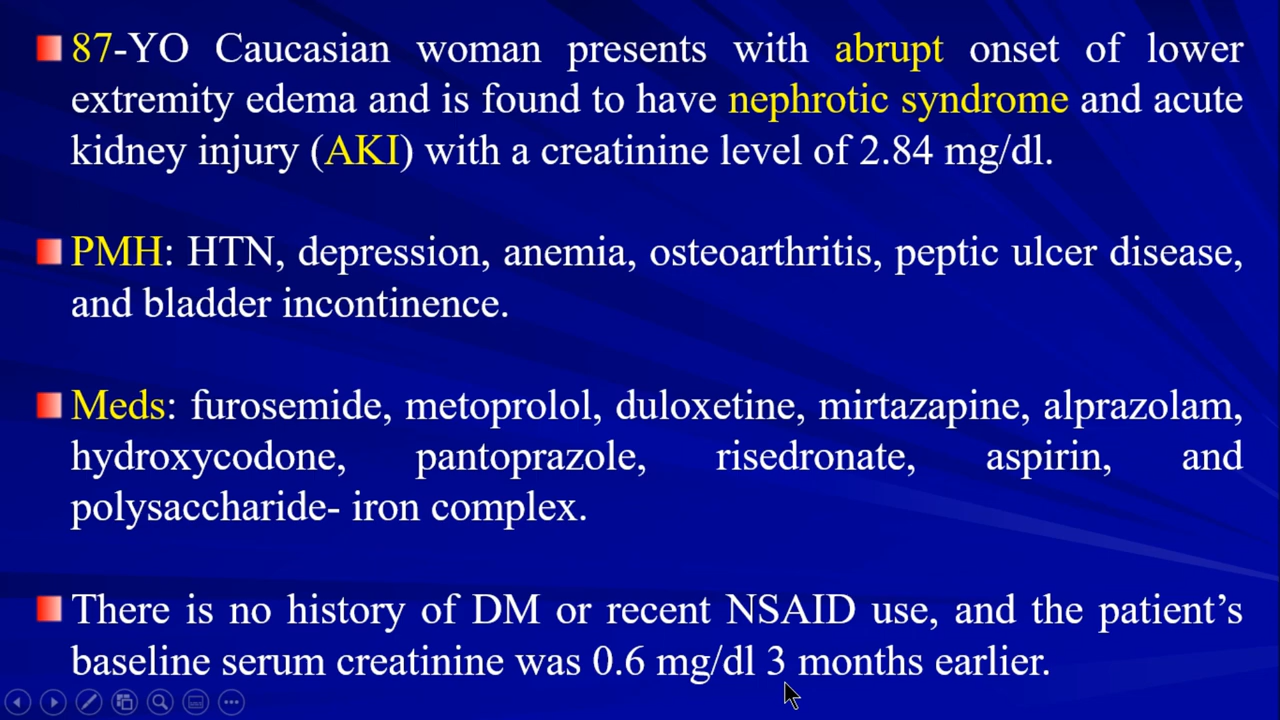 87-YO Caucasian woman presents with abrupt onset of lower
extremity edema and is found to have nephrotic syndrome and acute
kidney injury (AKI) with a creatinine level of 2.84 mg/dl.
PMH: HTN, depression, anemia, osteoarthritis, peptic ulcer disease,
and bladder incontinence.
Meds: furosemide, metoprolol, duloxetine, mirtazapine, alprazolam,
hydroxycodone, pantoprazole, risedronate, aspirin, and
polysaccharide- iron complex.
There is no history of DM or recent NSAID use, and the patient’s
baseline serum creatinine was 0.6 mg/dl 3 months earlier.